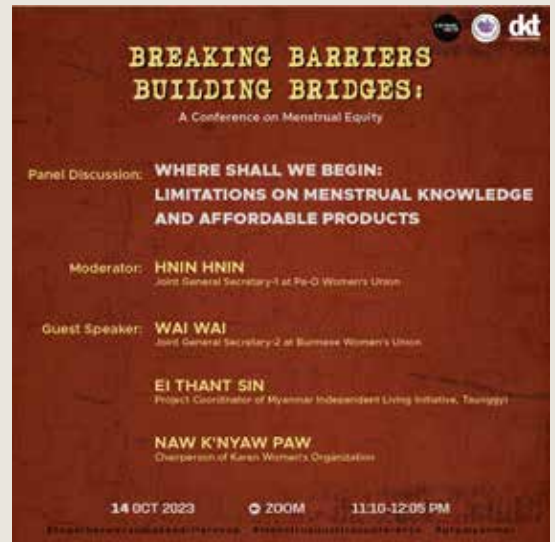 dkt
BREAKING BARRIERS
BUILDING BRIDGES:
A Conference on Menstrual Equity
Panel Discussion: WHERE SHALL WE BEGIN:
LIMITATIONS ON MENSTRUAL KNOWLEDGE
AND AFFORDABLE PRODUCTS
Moderator: HNIN HNIN
Joint General Secretary-1 at Pa-O Women's Union
Guest Speaker: WAI WAI
Joint General Secretary-2 at Burmese Women's Union
EI THANT SIN
Project Coordinator of Myanmar Independent Living Initiative, Taunggyi
NAW K'NYAW PAW
Chairperson of Karen Women's Organization
14 OCT 2023 ZOOM 11:10-12:05 PM